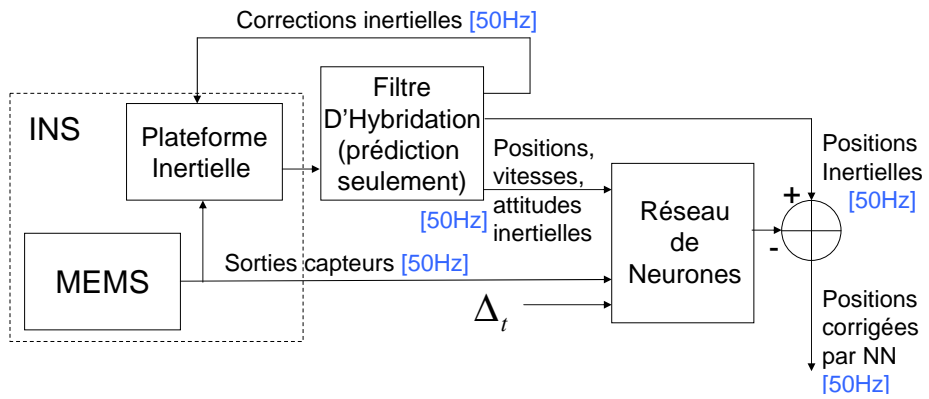 Corrections inertielles [50Hz]
INS
Plateforme
Inertielle
Filtre
D'Hybridation
(prédiction
seulement)
MEMS
Sorties capteurs [50Hz]
Positions,
vitesses,
attitudes
inertielles
[50Hz]
Δt
Réseau
de
Neurones
Positions
Inertielles
[50Hz]
+
-
Positions
corrigées
par NN
[50Hz]